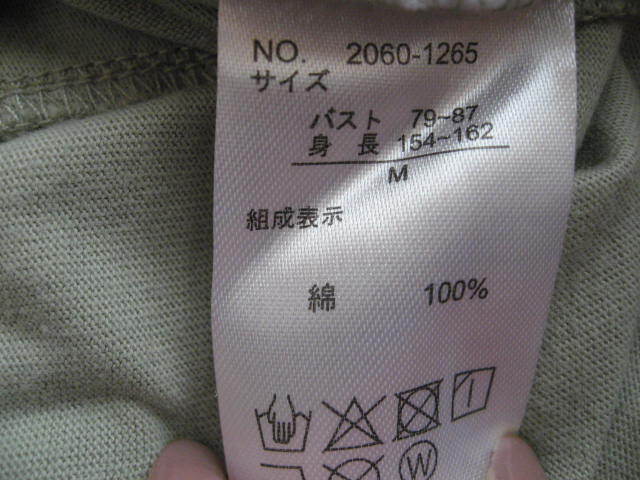 NO. 2060-1265
サイズ
バスト 79~87
身長 154~162
M
組成表示
綿 100%
W